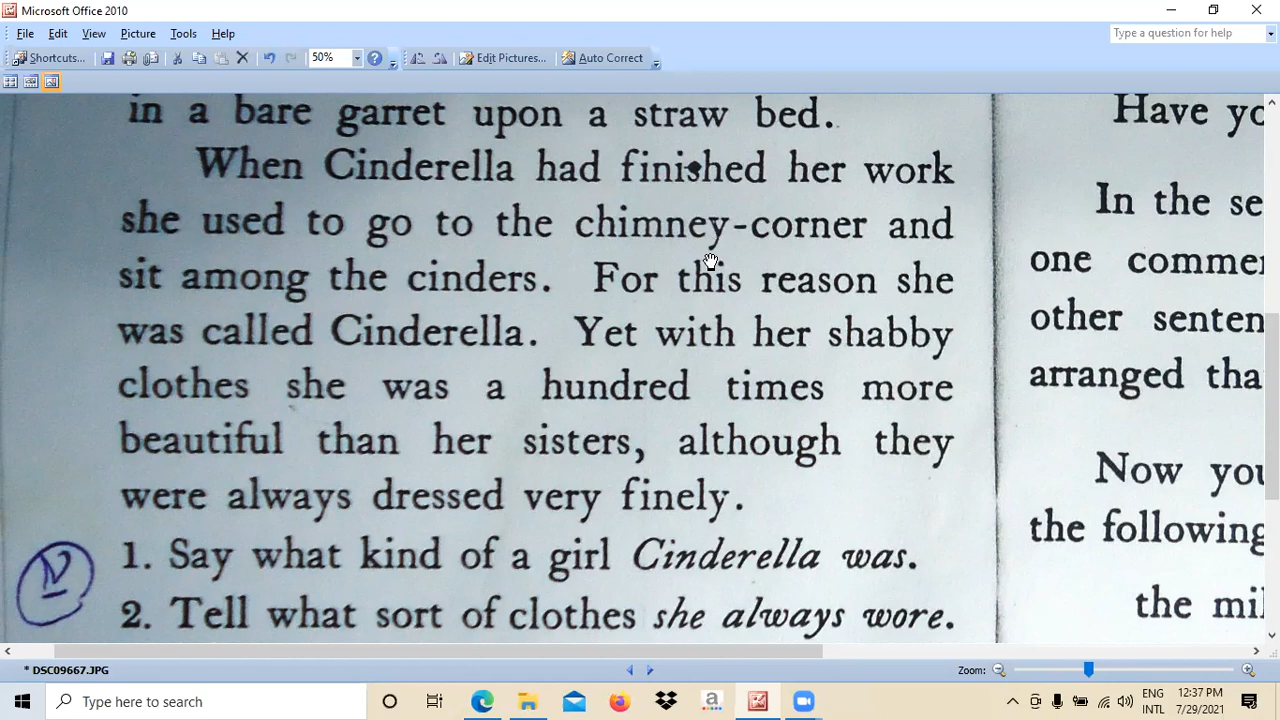 Microsoft Office 2010
File Edit View Picture Tools Help
Type a question for help
Shortcuts...
50%
Edit Pictures...
Auto Correct
in a bare garret upon a straw bed.
When Cinderella had finished her work
she used to go to the chimney-corner and
sit among the cinders. For this reason she
was called Cinderella. Yet with her shabby
clothes she was a hundred times more
beautiful than her sisters, although they
were always dressed very finely.
1. Say what kind of a girl Cinderella was.
2. Tell what sort of clothes she always wore.
Have yo
In the se
one comme
other senten
arranged tha
Now you
the following
the mi
* DSC09667.JPG
Zoom:
Type here to search
ENG
INTL
12:37 PM
7/29/2021